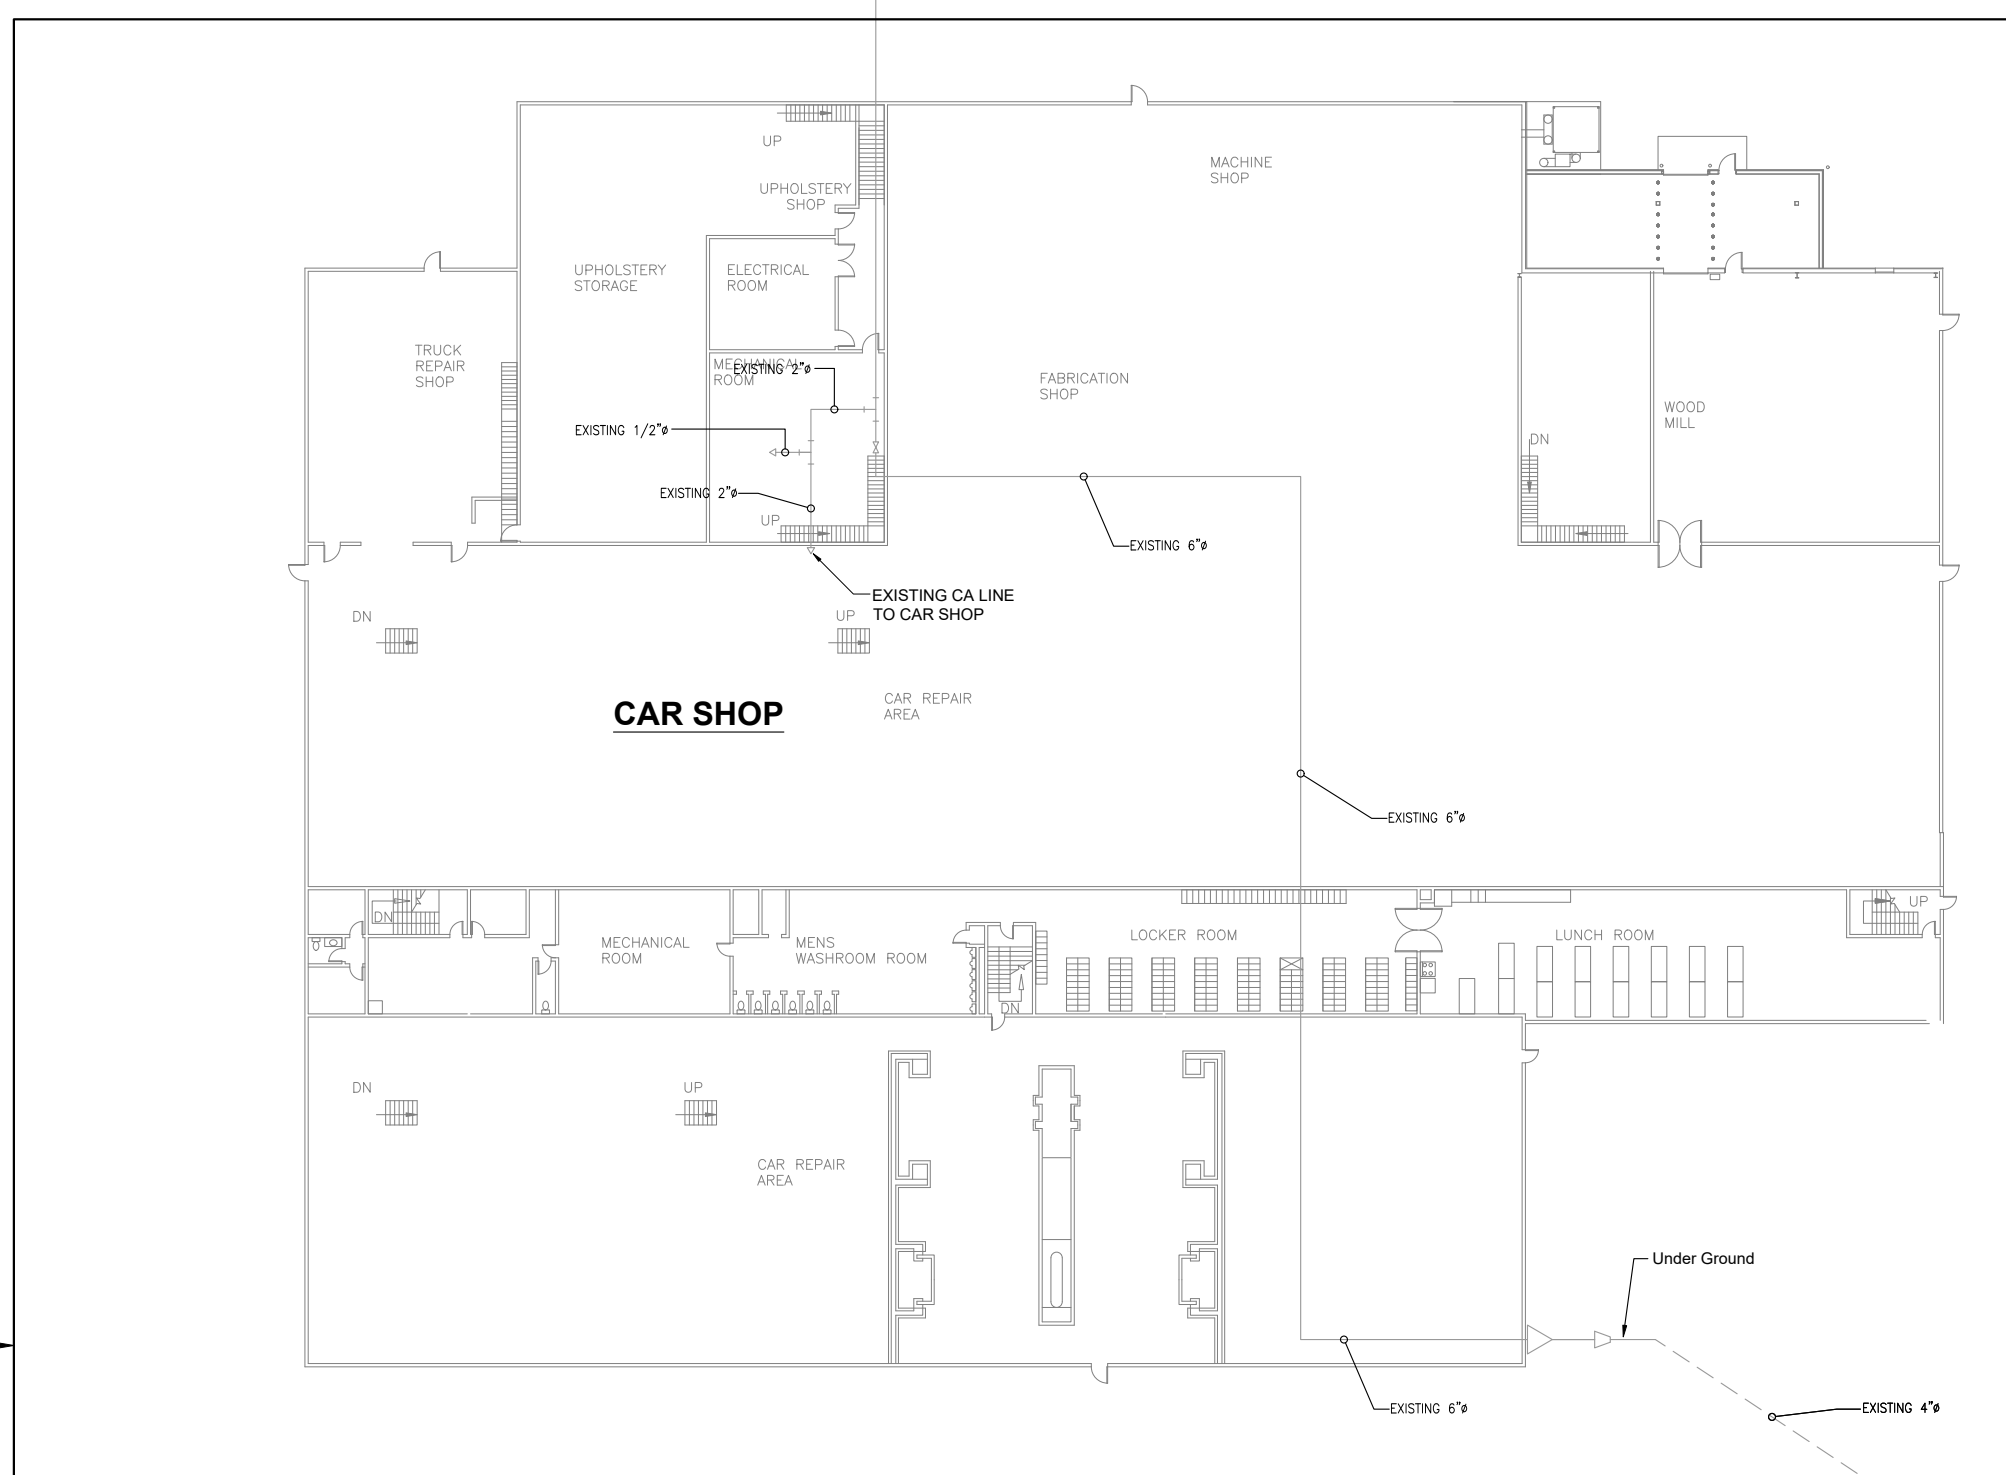 UP
MACHINE
SHOP
UPHOLSTERY
SHOP
UPHOLSTERY
STORAGE
ELECTRICAL
ROOM
TRUCK
REPAIR
SHOP
MECHANICAL
ROOM
EXISTING 2"ø
FABRICATION
SHOP
WOOD
MILL
EXISTING 1/2"ø
DN
EXISTING 2"ø
UP
EXISTING 6"ø
EXISTING CA LINE
TO CAR SHOP
DN
UP
CAR REPAIR
AREA
CAR SHOP
EXISTING 6"ø
DN
UP
MECHANICAL
ROOM
MENS
WASHROOM ROOM
LOCKER ROOM
LUNCH ROOM
DN
DN
UP
CAR REPAIR
AREA
Under Ground
EXISTING 6"ø
EXISTING 4"ø